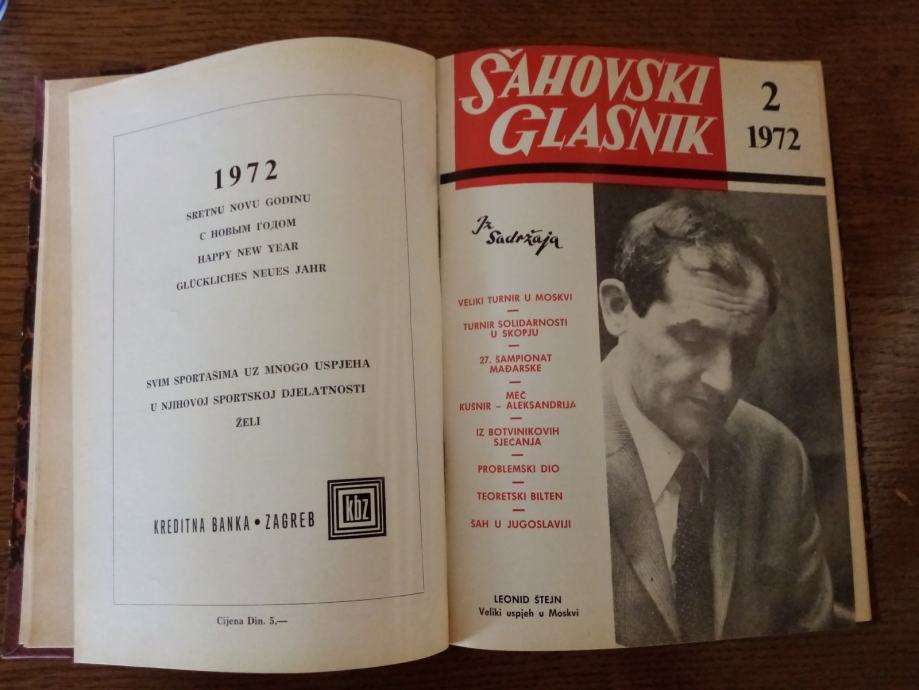 1972
SRETNU NOVU GODINU
С НОВЫМ ГОДОМ
HAPPY NEW YEAR
GLÜCKLICHES NEUES JAHR
SVIM SPORTAŠIMA UZ MNOGO USPJEHA
U NJIHOVOJ SPORTSKOJ DJELATNOSTI
ŽELI
KREDITNA BANKA • ZAGREB
kbz
Cijena Din. 5,—
ŠAHOVSKI
GLASNIK
2
1972
Iz
Sadržaja
VELIKI TURNIR U MOSKVI
TURNIR SOLIDARNOSTI
U SKOPJU
27. ŠAMPIONAT
MAĐARSKE
MEČ
KUŠNIR – ALEKSANDRIJA
IZ BOTVINIKOVIH
SJEĆANJA
PROBLEMSKI DIO
TEORETSKI BILTEN
ŠAH U JUGOSLAVIJI
LEONID ŠTEJN
Veliki uspjeh u Moskvi